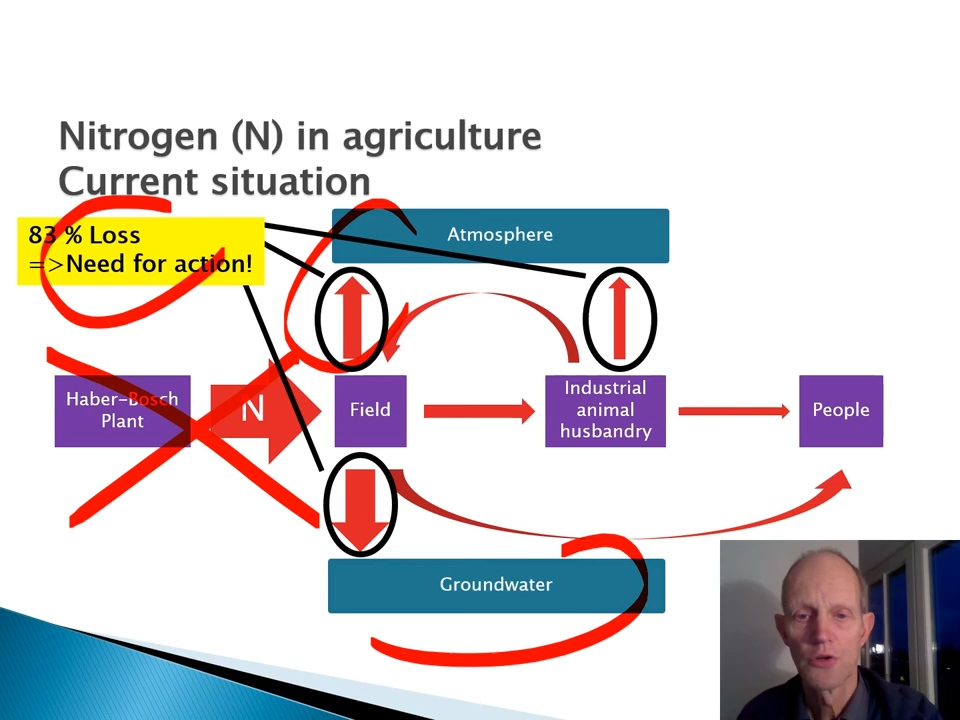 Nitrogen (N) in agriculture
Current situation
83 % Loss
=>Need for action!
Atmosphere
Haber-Bosch
Plant
N
Field
Industrial
animal
husbandry
People
Groundwater